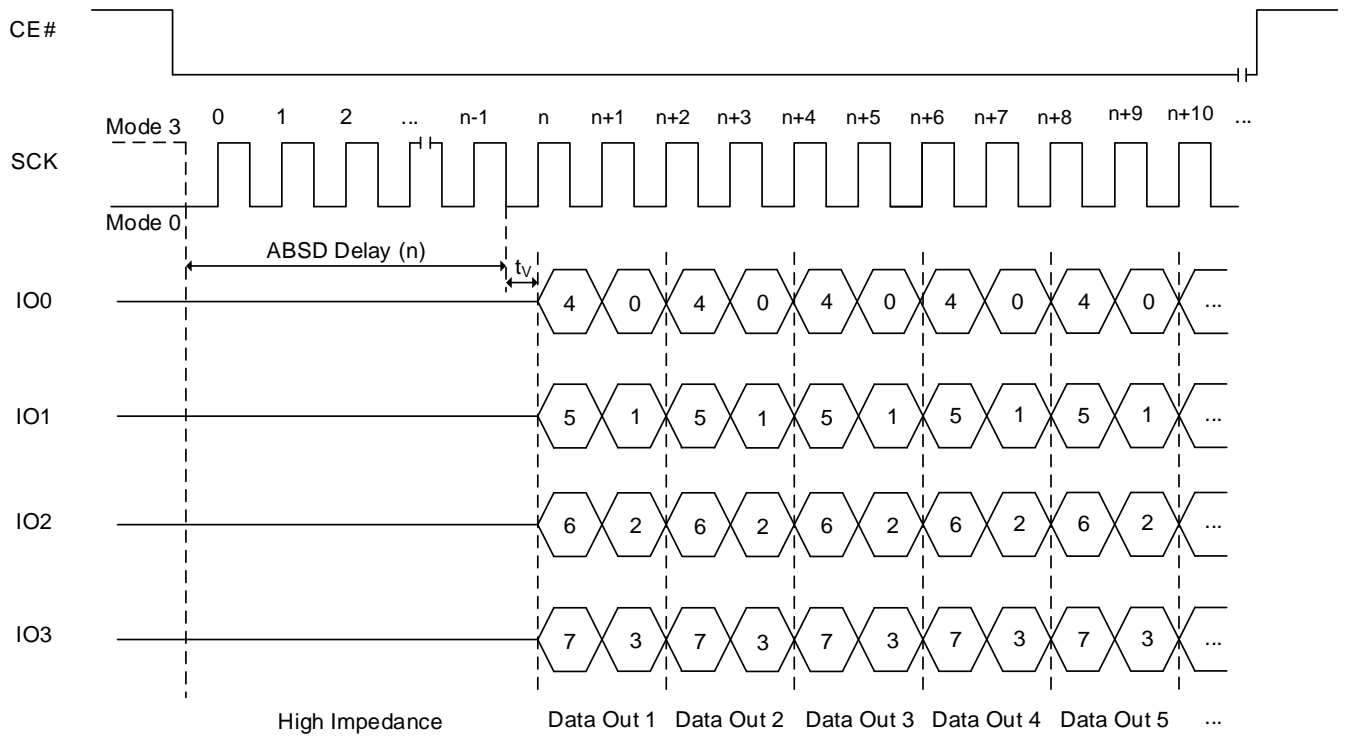 CE#
Mode 3 0 1 2 ... n-1 n n+1 n+2 n+3 n+4 n+5 n+6 n+7 n+8 n+9 n+10 ...
SCK
Mode 0
ABSD Delay (n) tV
IO0 4 0 4 0 4 0 4 0 4 0 ...
IO1 5 1 5 1 5 1 5 1 5 1 ...
IO2 6 2 6 2 6 2 6 2 6 2 ...
IO3 7 3 7 3 7 3 7 3 7 3 ...
High Impedance Data Out 1 Data Out 2 Data Out 3 Data Out 4 Data Out 5 ...